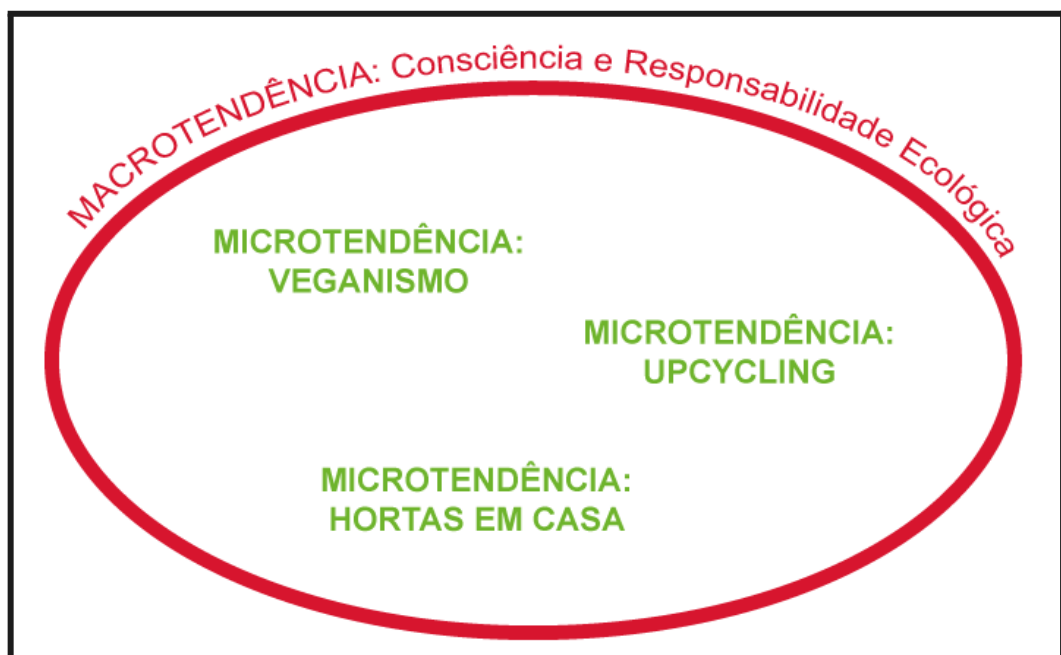 MACROTENDÊNCIA: Consciência e Responsabilidade Ecológica
MICROTENDÊNCIA:
VEGANISMO
MICROTENDÊNCIA:
UPCYCLING
MICROTENDÊNCIA:
HORTAS EM CASA